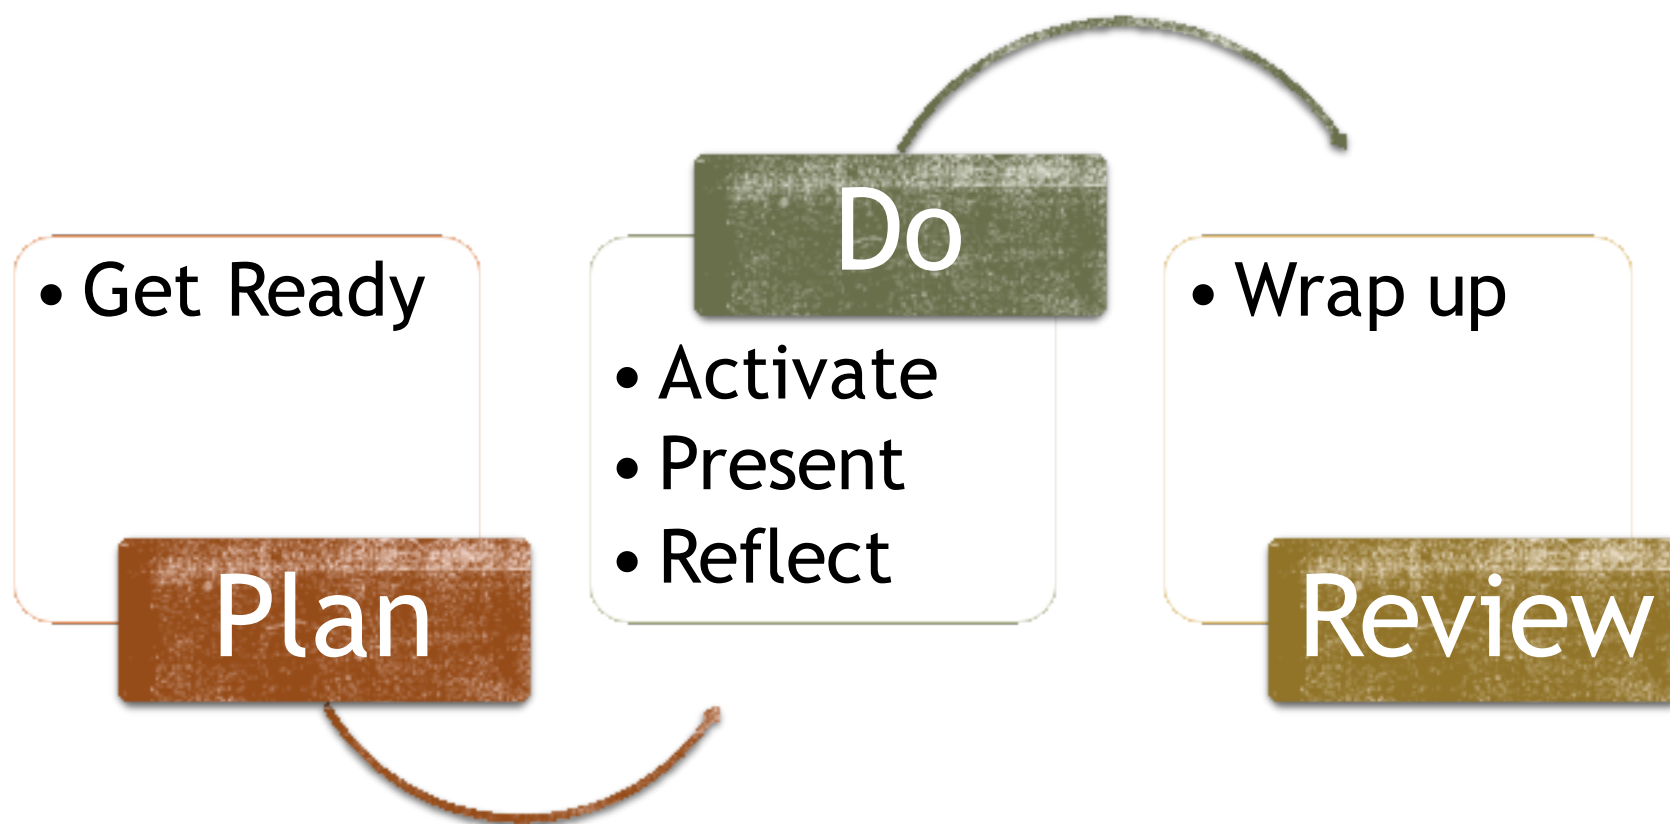 • Get Ready
Plan
Do
• Activate
• Present
• Reflect
• Wrap up
Review